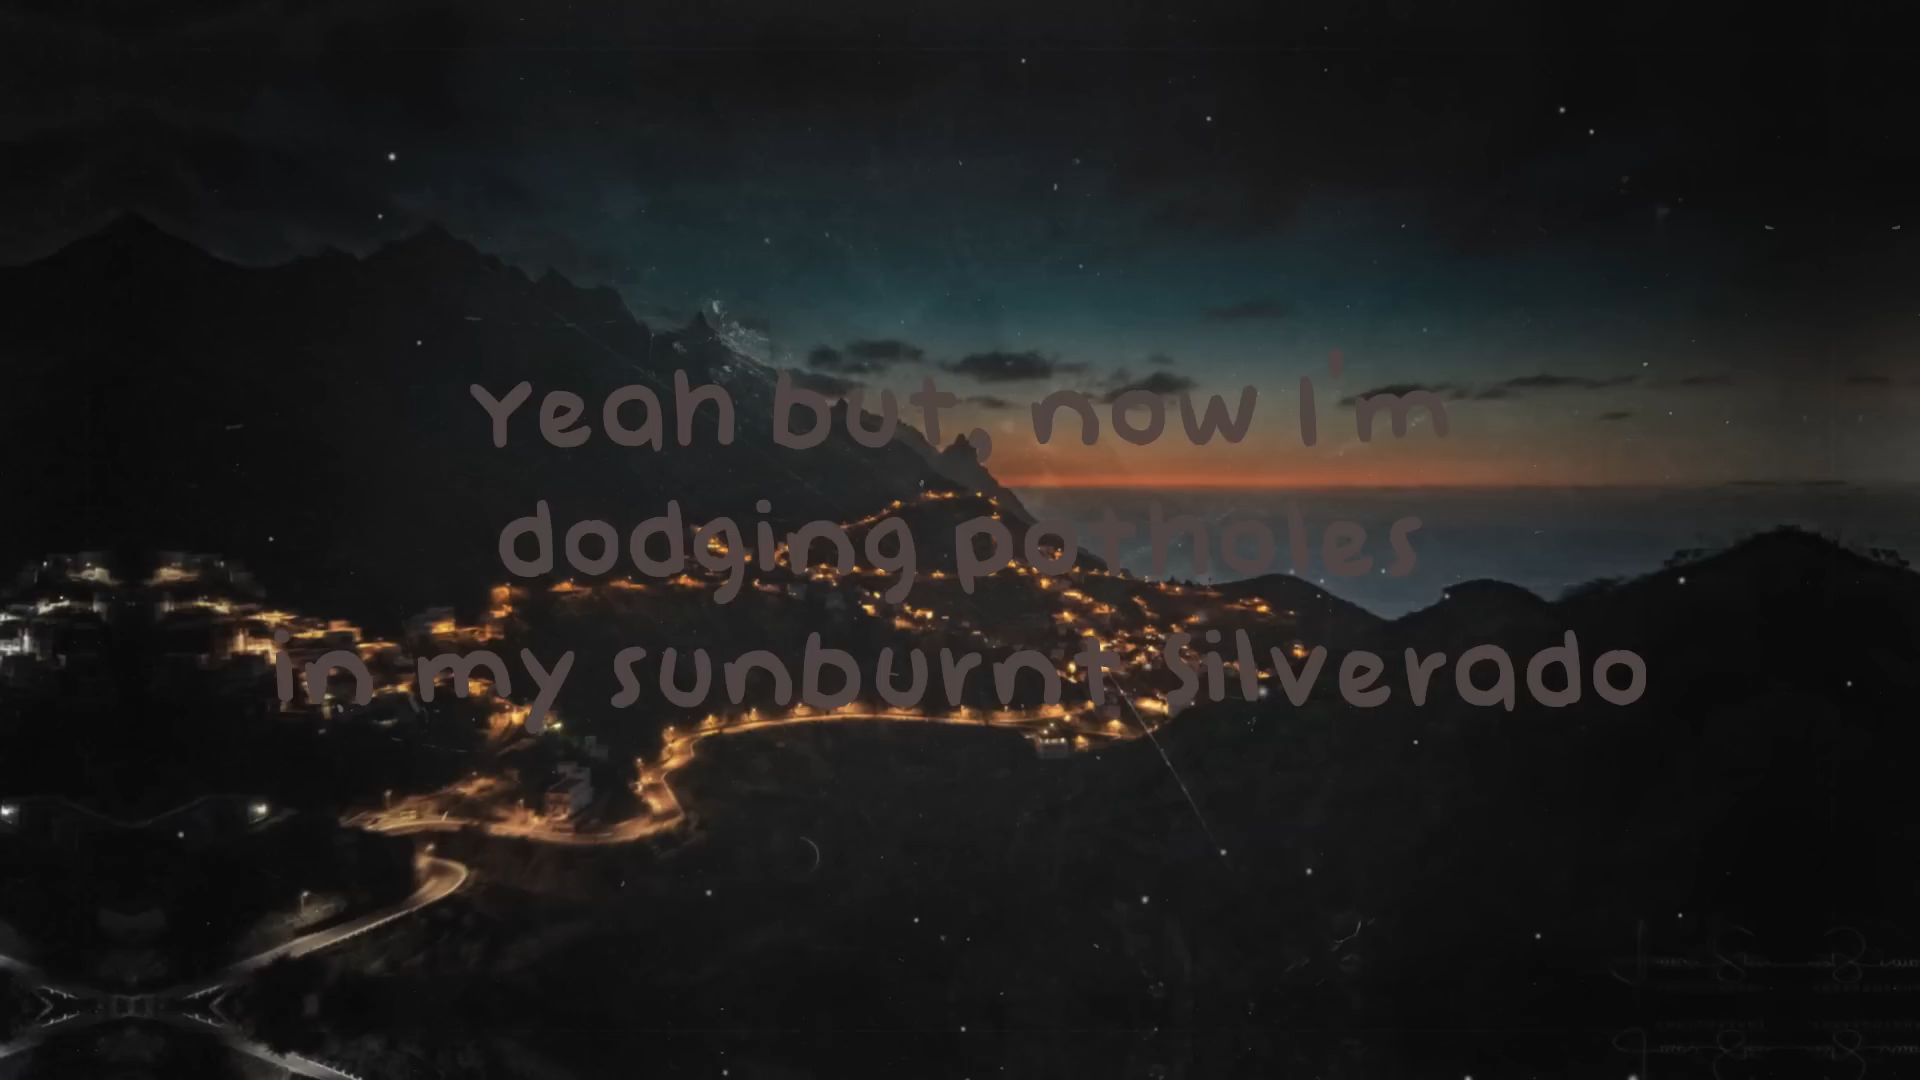 Yeah but, now I'm
dodging potholes
in my sunburnt Silverado